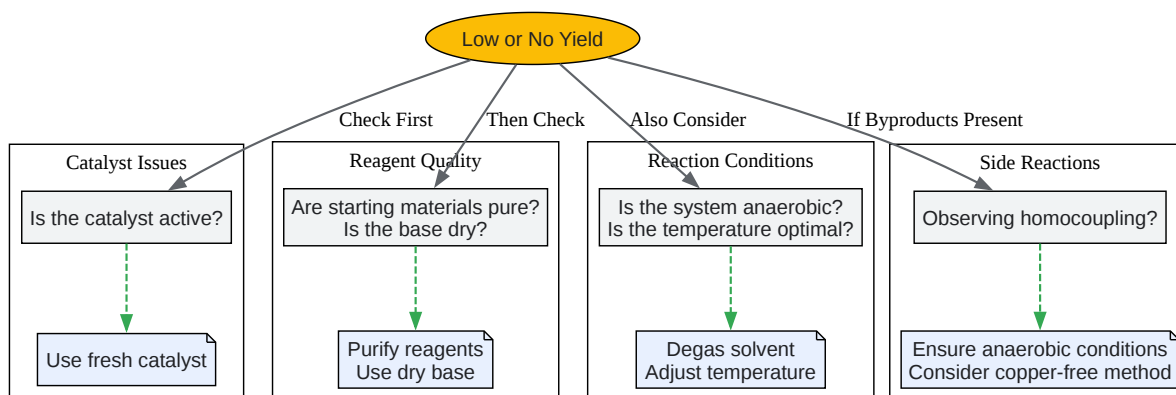 Low or No Yield
Check First
Then Check
Also Consider
If Byproducts Present
Catalyst Issues
Is the catalyst active?
Use fresh catalyst
Reagent Quality
Are starting materials pure?
Is the base dry?
Purify reagents
Use dry base
Reaction Conditions
Is the system anaerobic?
Is the temperature optimal?
Degas solvent
Adjust temperature
Side Reactions
Observing homocoupling?
Ensure anaerobic conditions
Consider copper-free method